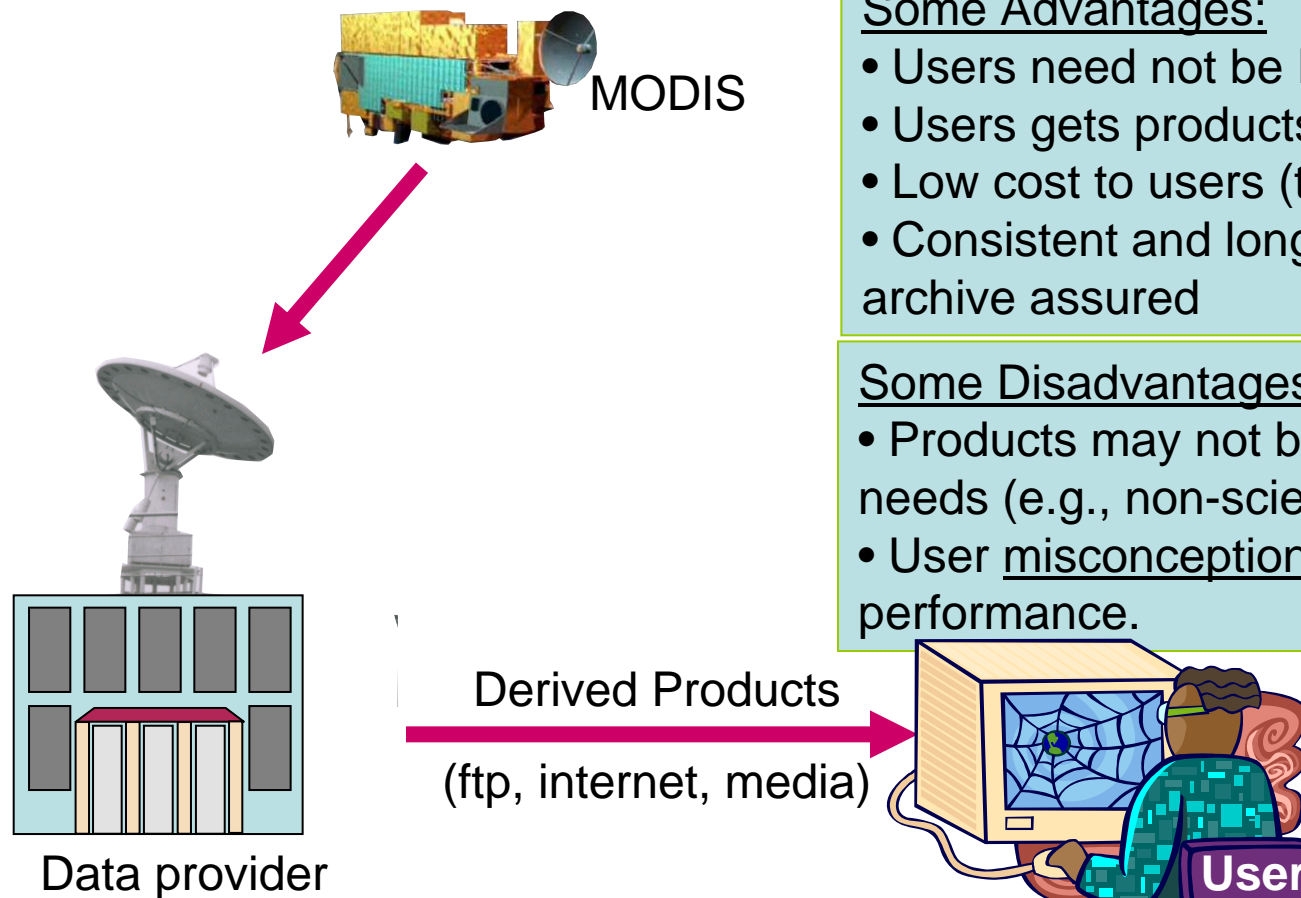 MODIS
Some Advantages:
• Users need not be
• Users gets products
• Low cost to users
• Consistent and long
archive assured
Some Disadvantages
• Products may not b
needs (e.g., non-scie
• User misconception
performance.
Derived Products
(ftp, internet, media)
Data provider
User